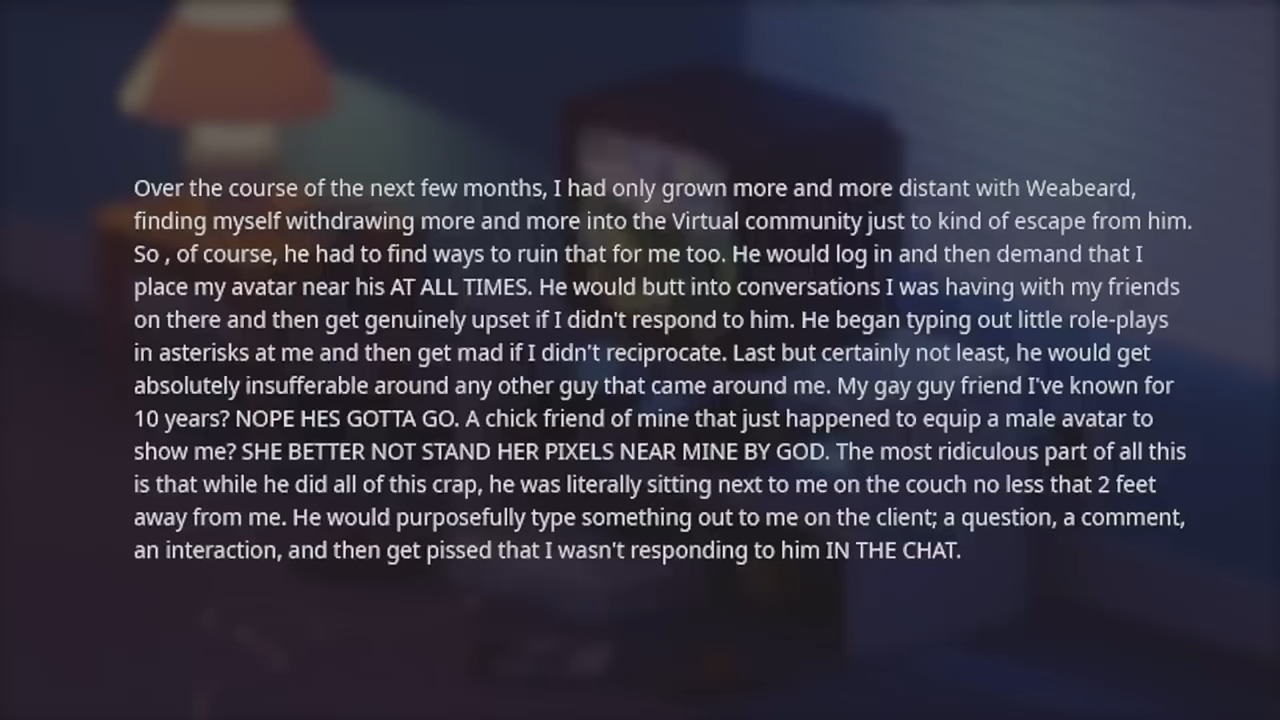 Over the course of the next few months, I had only grown more and more distant with Weabeard,
finding myself withdrawing more and more into the Virtual community just to kind of escape from him.
So , of course, he had to find ways to ruin that for me too. He would log in and then demand that I
place my avatar near his AT ALL TIMES. He would butt into conversations I was having with my friends
on there and then get genuinely upset if I didn't respond to him. He began typing out little role-plays
in asterisks at me and then get mad if I didn't reciprocate. Last but certainly not least, he would get
absolutely insufferable around any other guy that came around me. My gay guy friend I've known for
10 years? NOPE HES GOTTA GO. A chick friend of mine that just happened to equip a male avatar to
show me? SHE BETTER NOT STAND HER PIXELS NEAR MINE BY GOD. The most ridiculous part of all this
is that while he did all of this crap, he was literally sitting next to me on the couch no less that 2 feet
away from me. He would purposefully type something out to me on the client; a question, a comment,
an interaction, and then get pissed that I wasn't responding to him IN THE CHAT.